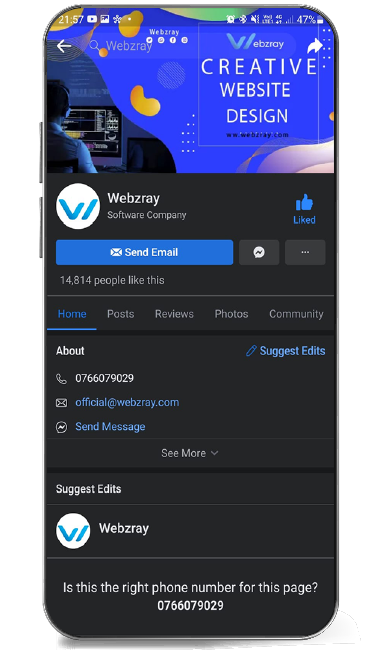 21:57 47%
Webzray
Webzray
Webzray
CREATIVE
WEBSITE
DESIGN
www.webzray.com
Webzray
Software Company
Liked
Send Email
...
14,814 people like this
Home Posts Reviews Photos Community
About Suggest Edits
0766079029
official@webzray.com
Send Message
See More
Suggest Edits
Webzray
Is this the right phone number for this page?
0766079029